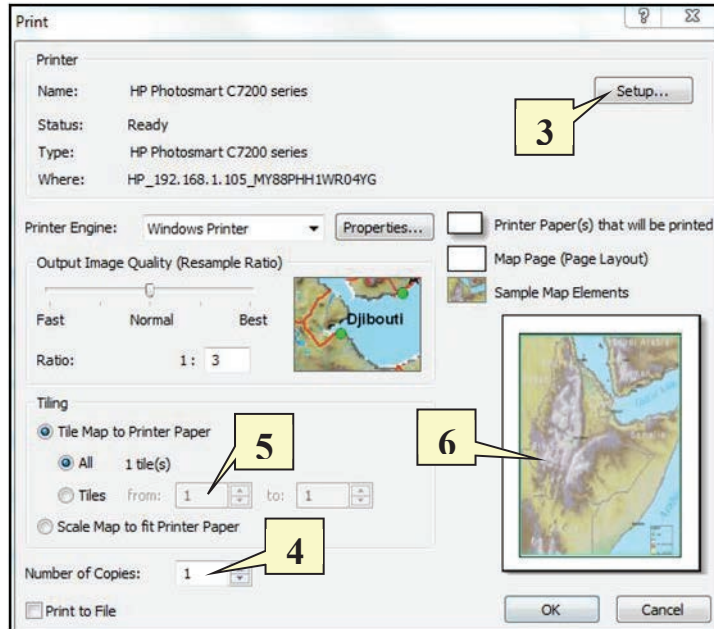 Print
Printer
Name: HP Photosmart C7200 series
Setup...
3
Status: Ready
Type: HP Photosmart C7200 series
Where: HP_192.168.1.105_MY88PHH1WR04YG
Printer Engine: Windows Printer Properties...
Printer Paper(s) that will be printed
Map Page (Page Layout)
Sample Map Elements
Output Image Quality (Resample Ratio)
Fast Normal Best
Djibouti
Ratio: 1: 3
Tiling
Tile Map to Printer Paper
5
All 1 tile(s)
Tiles from: 1 to: 1
Scale Map to fit Printer Paper
6
4
Number of Copies: 1
Print to File
OK Cancel